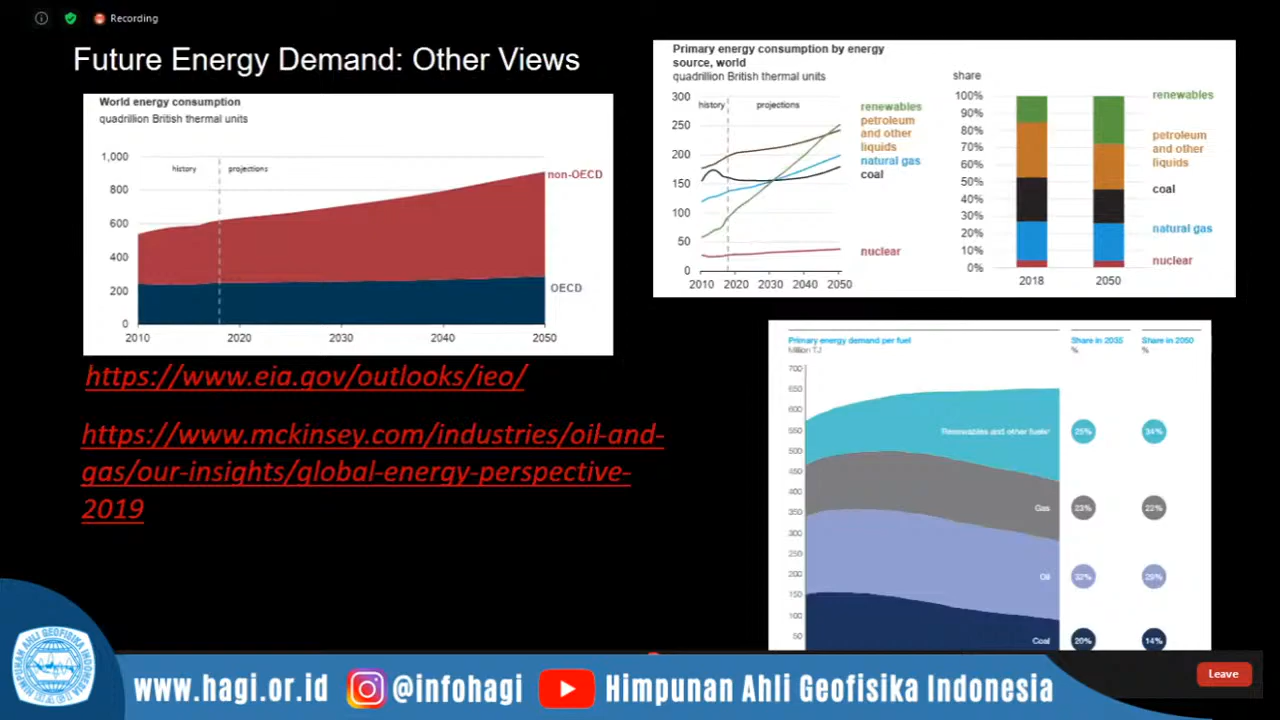 Recording
Future Energy Demand: Other Views
World energy consumption
quadrillion British thermal units
1,000
800
600
400
200
0
history
projections
non-OECD
OECD
2010
2020
2030
2040
2050
https://www.eia.gov/outlooks/ieo/
https://www.mckinsey.com/industries/oil-and-
gas/our-insights/global-energy-perspective-
2019
Primary energy consumption by energy
source, world
quadrillion British thermal units
300
250
200
150
100
50
0
history
projections
renewables
petroleum
and other
liquids
natural gas
coal
nuclear
2010 2020 2030 2040 2050
share
100%
90%
80%
70%
60%
50%
40%
30%
20%
10%
0%
renewables
petroleum
and other
liquids
coal
natural gas
nuclear
2018
2050
Primary energy demand per fuel
Million TJ
Share in 2035
%
Share in 2050
%
700
650
600
550
500
450
400
350
300
250
200
150
100
50
Renewables and other fuels¹
25%
34%
Gas
23%
22%
Oil
32%
29%
Coal
20%
14%
HIMPUNAN AHLI GEOFISIKA INDONESIA
www.hagi.or.id
@infohagi
Himpunan Ahli Geofisika Indonesia
Leave